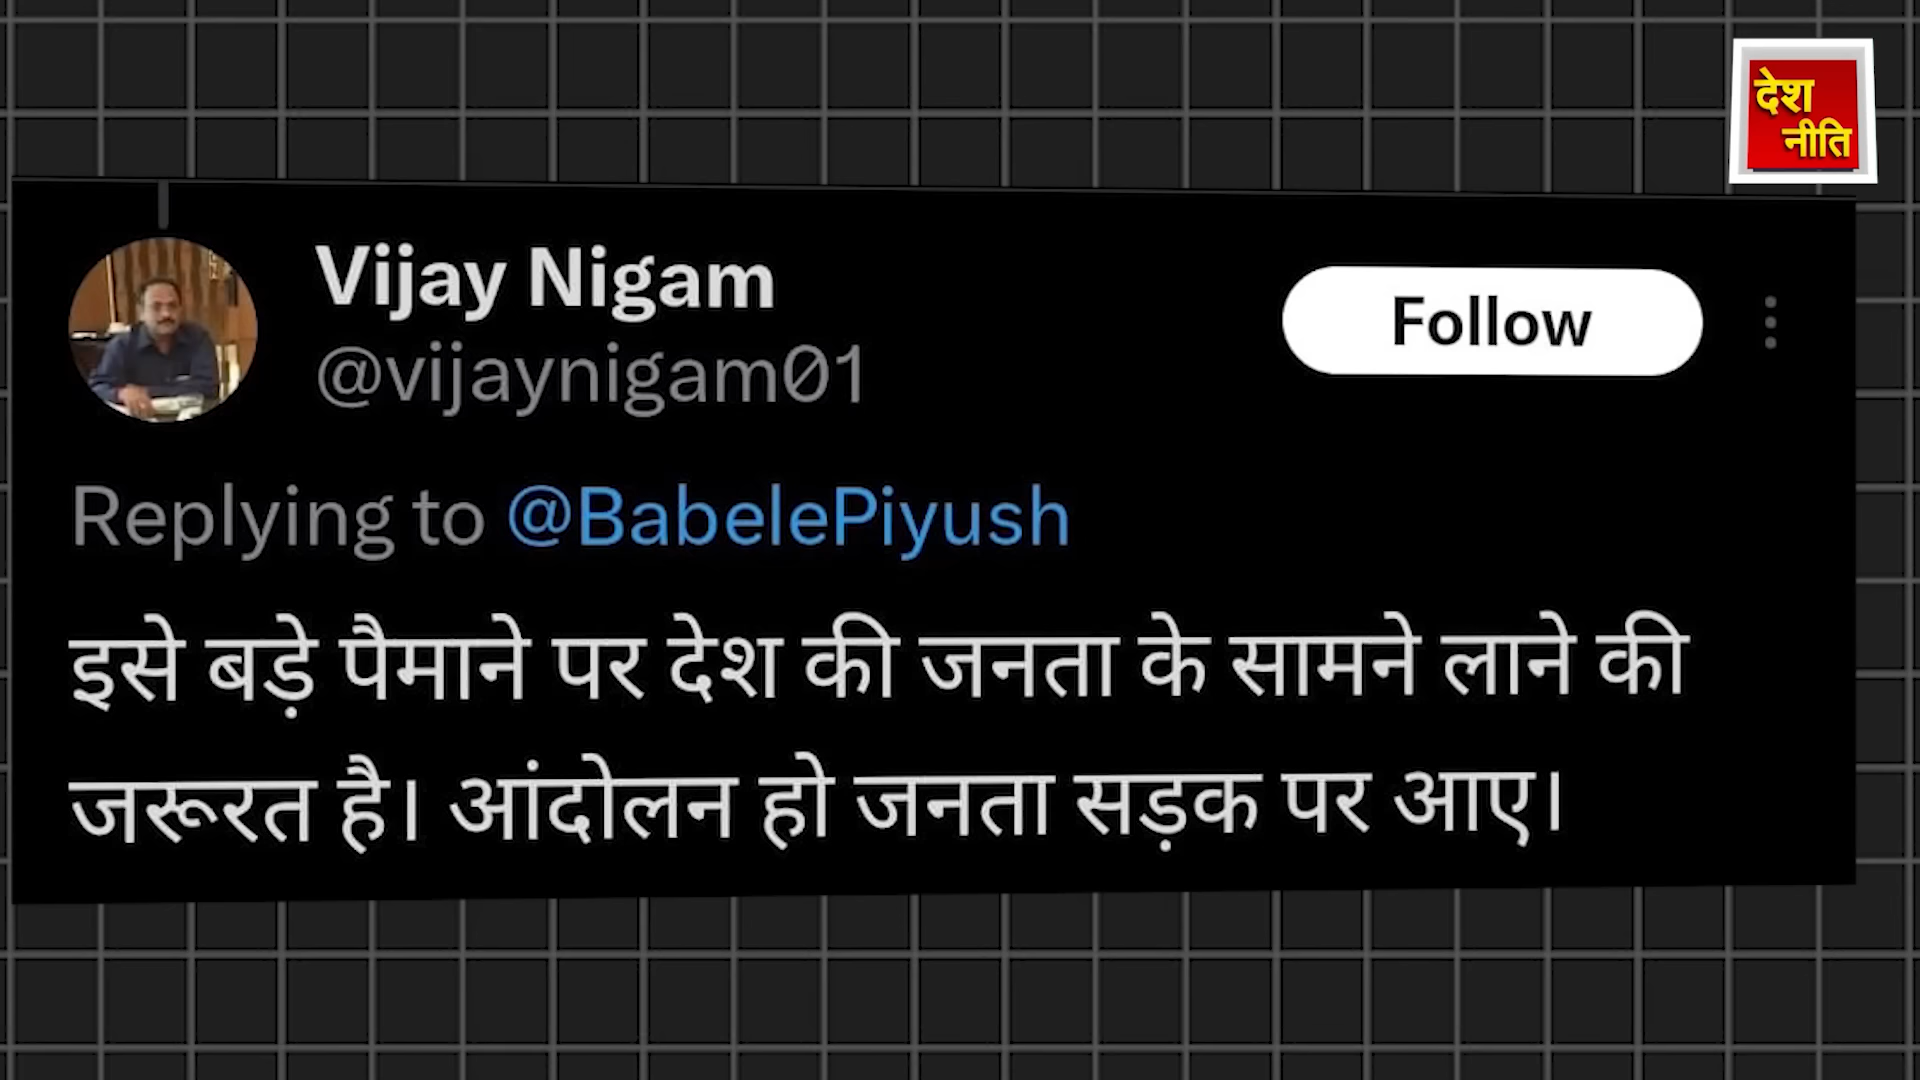 देश
नीति
Vijay Nigam
@vijaynigam01
Follow
Replying to @BabelePiyush
इसे बड़े पैमाने पर देश की जनता के सामने लाने की
जरूरत है। आंदोलन हो जनता सड़क पर आए।